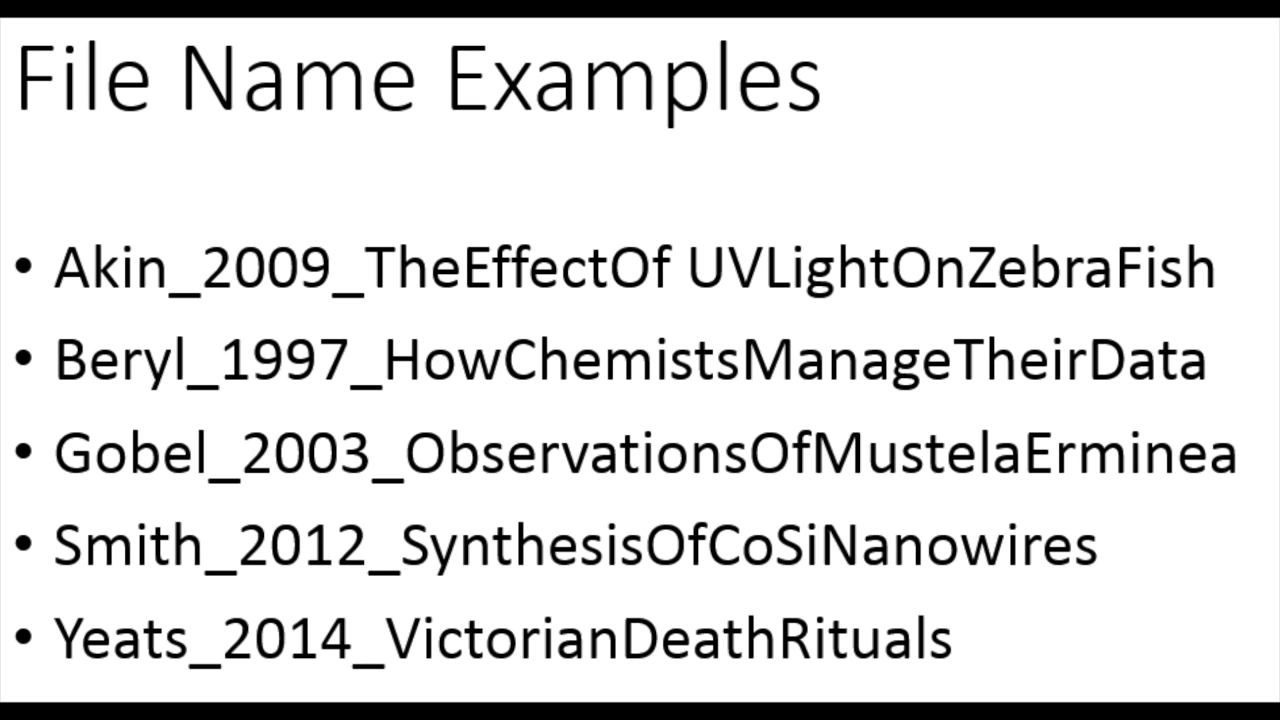 File Name Examples
• Akin_2009_TheEffectOf UVLightOnZebraFish
• Beryl_1997_HowChemistsManageTheirData
• Gobel_2003_ObservationsOfMustelaErminea
• Smith_2012_SynthesisOfCoSiNanowires
• Yeats_2014_VictorianDeathRituals